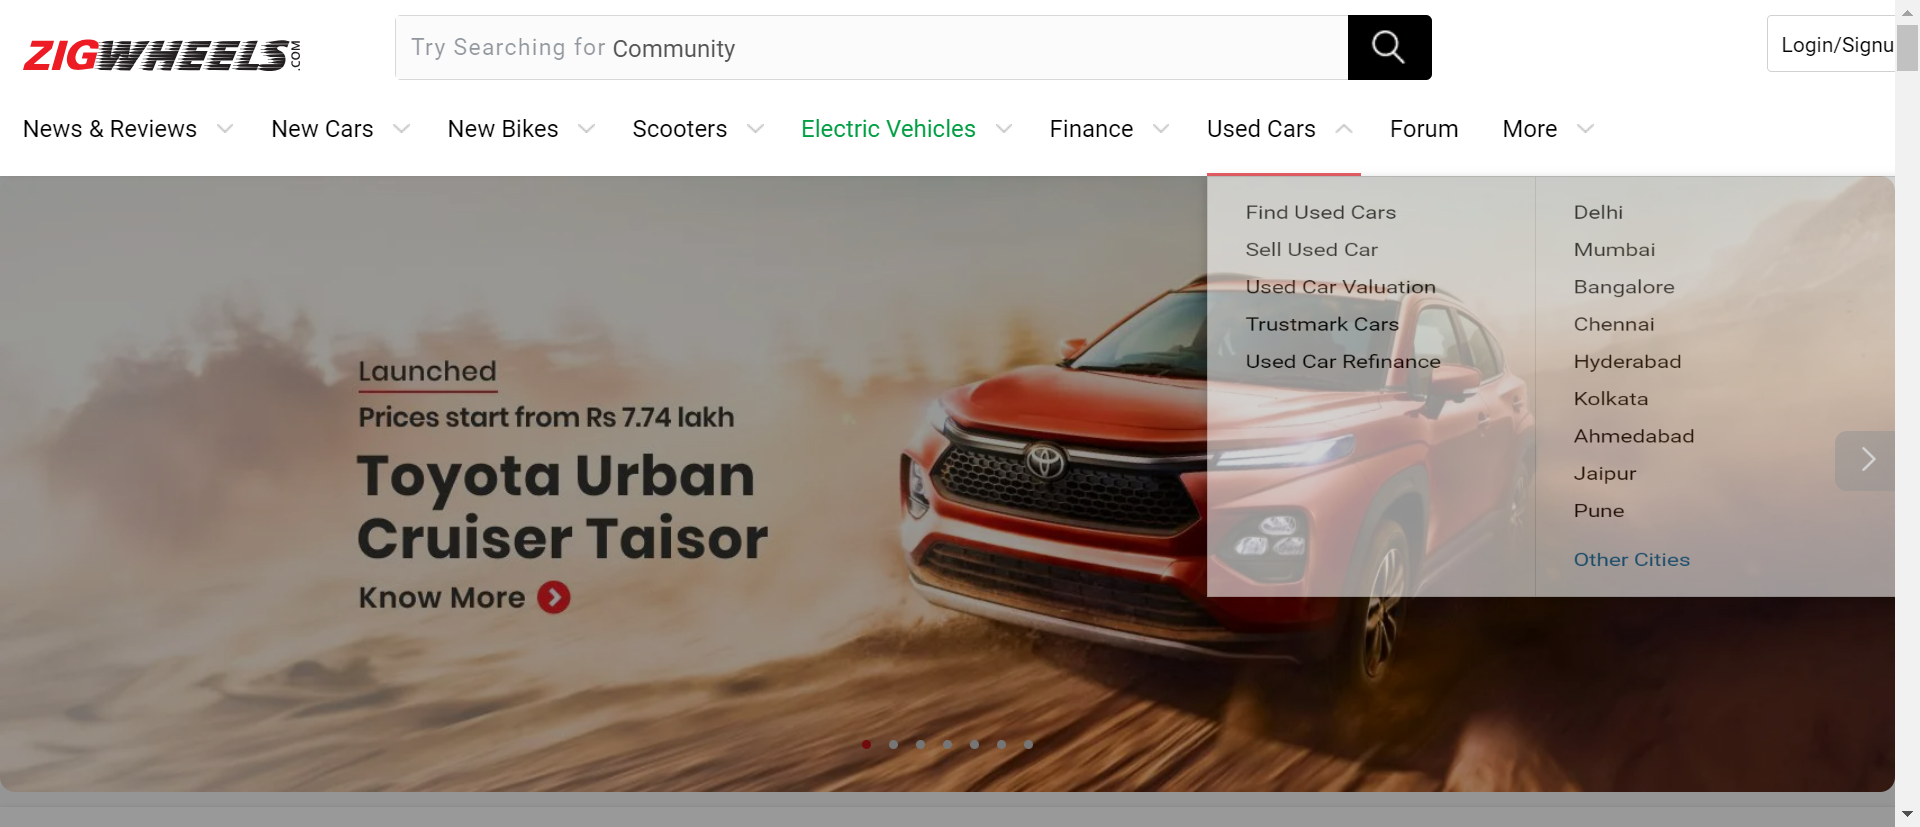 ZIGWHEELS.COM
Try Searching for Community
Login/Signu
News & Reviews
New Cars
New Bikes
Scooters
Electric Vehicles
Finance
Used Cars
Forum
More
Find Used Cars
Sell Used Car
Used Car Valuation
Trustmark Cars
Used Car Refinance
Delhi
Mumbai
Bangalore
Chennai
Hyderabad
Kolkata
Ahmedabad
Jaipur
Pune
Other Cities
Launched
Prices start from Rs 7.74 lakh
Toyota Urban
Cruiser Taisor
Know More